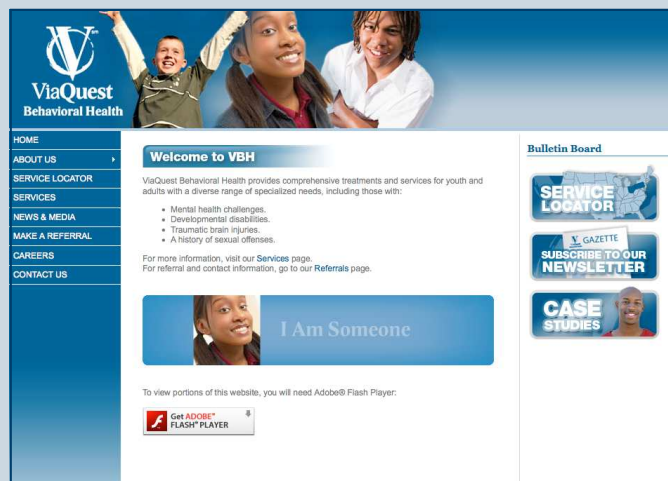 ViaQuest
Behavioral Health
HOME
ABOUT US
SERVICE LOCATOR
SERVICES
NEWS & MEDIA
MAKE A REFERRAL
CAREERS
CONTACT US
Welcome to VBH
ViaQuest Behavioral Health provides comprehensive treatments and services for youth and
adults with a diverse range of specialized needs, including those with:
Mental health challenges.
Developmental disabilities.
Traumatic brain injuries.
A history of sexual offenses.
For more information, visit our Services page.
For referral and contact information, go to our Referrals page.
I Am Someone
To view portions of this website, you will need Adobe® Flash Player:
Get ADOBE®
FLASH® PLAYER
Bulletin Board
SERVICE
LOCATOR
GAZETTE
SUBSCRIBE TO OUR
NEWSLETTER
CASE
STUDIES